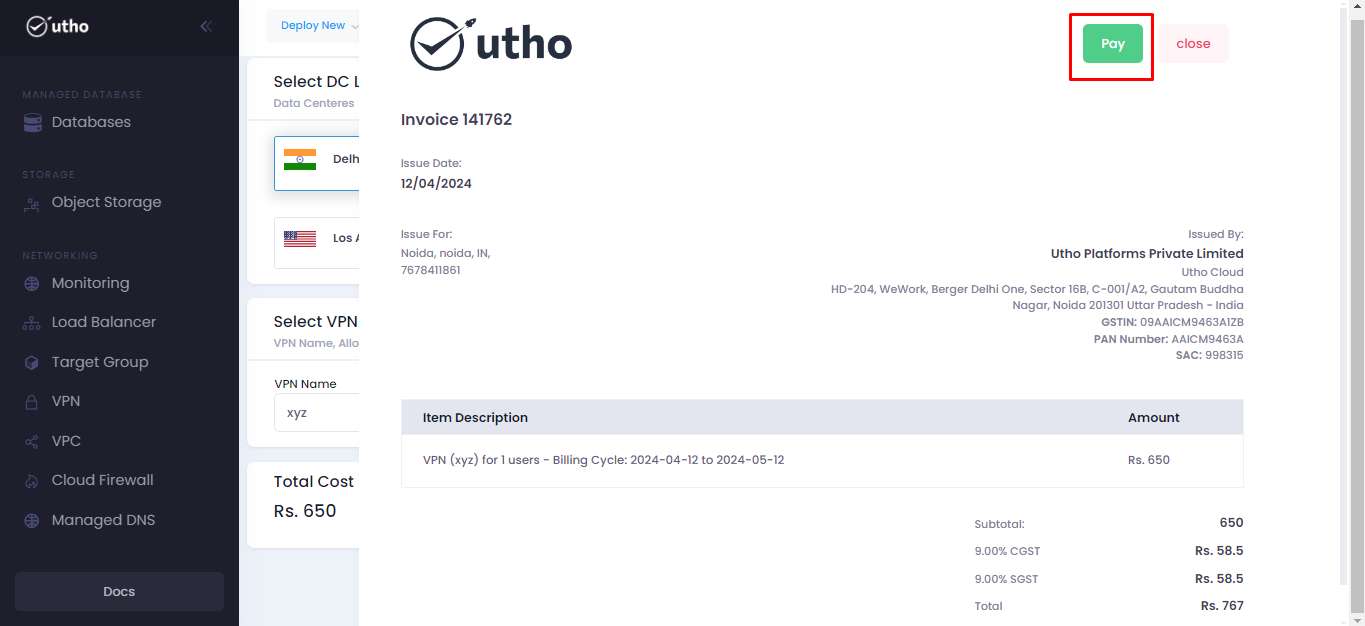 utho
MANAGED DATABASE
Databases
STORAGE
Object Storage
NETWORKING
Monitoring
Load Balancer
Target Group
VPN
VPC
Cloud Firewall
Managed DNS
Docs
Deploy New
Select DC L
Data Centeres
Delh
Los A
Select VPN
VPN Name, Allo
VPN Name
xyz
Total Cost
Rs. 650
utho
Pay
close
Invoice 141762
Issue Date:
12/04/2024
Issue For:
Noida, noida, IN,
7678411861
Issued By:
Utho Platforms Private Limited
Utho Cloud
HD-204, WeWork, Berger Delhi One, Sector 16B, C-001/A2, Gautam Buddha
Nagar, Noida 201301 Uttar Pradesh - India
GSTIN: 09AAICM9463A1ZB
PAN Number: AAICM9463A
SAC: 998315
Item Description Amount
VPN (xyz) for 1 users - Billing Cycle: 2024-04-12 to 2024-05-12 Rs. 650
Subtotal: 650
9.00% CGST Rs. 58.5
9.00% SGST Rs. 58.5
Total Rs. 767